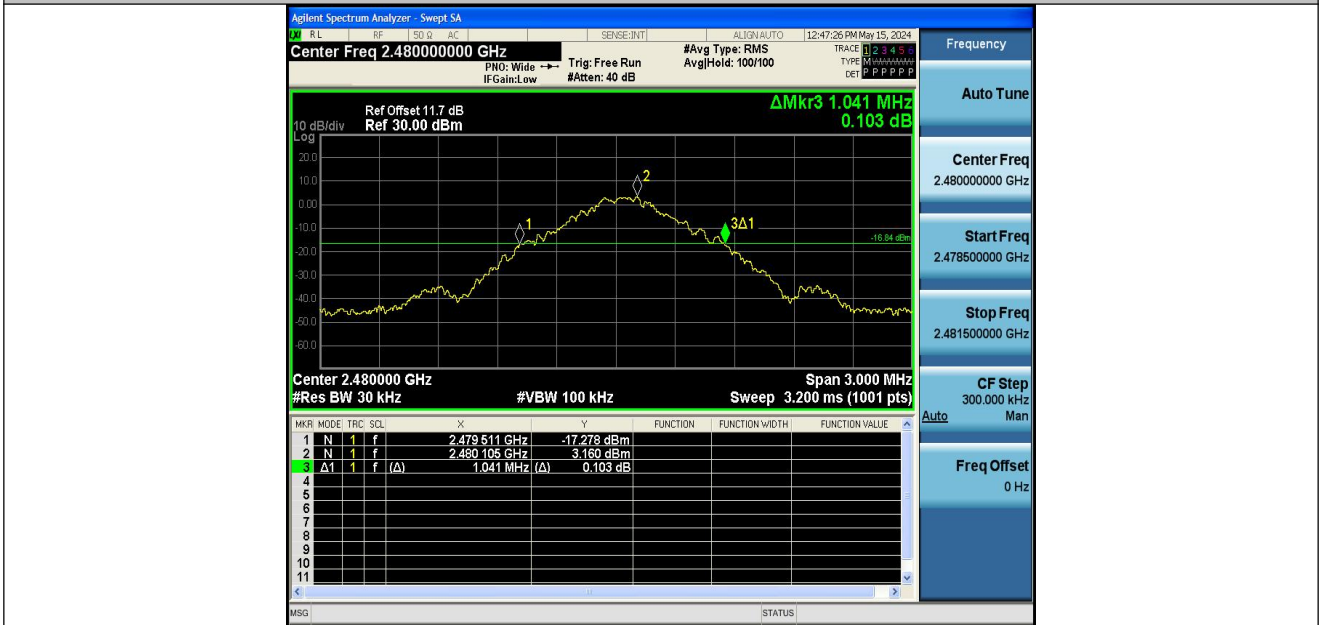 Agilent Spectrum Analyzer - Swept SA
LXI RL RF 50 Ω AC SENSE:INT ALIGN AUTO 12:47:26 PM May 15, 2024
Center Freq 2.480000000 GHz
PNO: Wide
IFGain:Low
Trig: Free Run
#Atten: 40 dB
#Avg Type: RMS
Avg|Hold: 100/100
TRACE 1 2 3 4 5 6
TYPE M WWWWW
DET P P P P P P
Ref Offset 11.7 dB
Ref 30.00 dBm
10 dB/div
Log
ΔMkr3 1.041 MHz
0.103 dB
20.0
10.0
0.00
-10.0
-20.0
-30.0
-40.0
-50.0
-60.0
1
2
3Δ1
-16.84 dBm
Center 2.480000 GHz
#Res BW 30 kHz
#VBW 100 kHz
Span 3.000 MHz
Sweep 3.200 ms (1001 pts)
MKR MODE TRC SCL X Y FUNCTION FUNCTION WIDTH FUNCTION VALUE
1 N 1 f 2.479 511 GHz -17.278 dBm
2 N 1 f 2.480 105 GHz 3.160 dBm
3 Δ1 1 f (Δ) 1.041 MHz (Δ) 0.103 dB
4
5
6
7
8
9
10
11
MSG
STATUS
Frequency
Auto Tune
Center Freq
2.480000000 GHz
Start Freq
2.478500000 GHz
Stop Freq
2.481500000 GHz
CF Step
300.000 kHz
Auto Man
Freq Offset
0 Hz